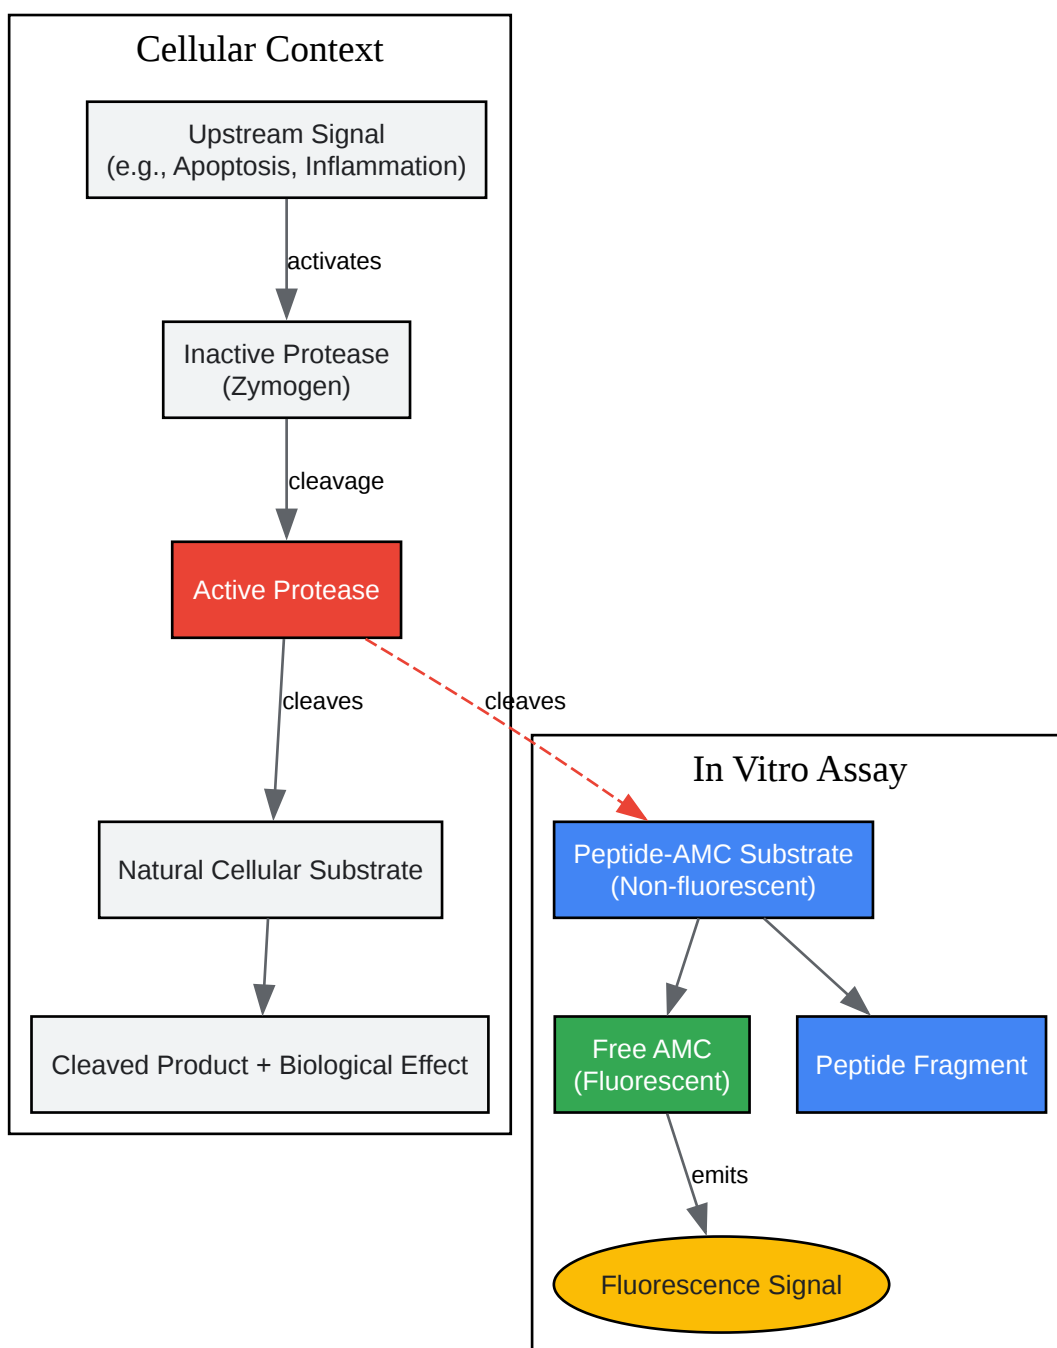 Cellular Context
Upstream Signal
(e.g., Apoptosis, Inflammation)
activates
Inactive Protease
(Zymogen)
cleavage
Active Protease
cleaves
cleaves
In Vitro Assay
Natural Cellular Substrate
Peptide-AMC Substrate
(Non-fluorescent)
Cleaved Product + Biological Effect
Free AMC
(Fluorescent)
Peptide Fragment
emits
Fluorescence Signal